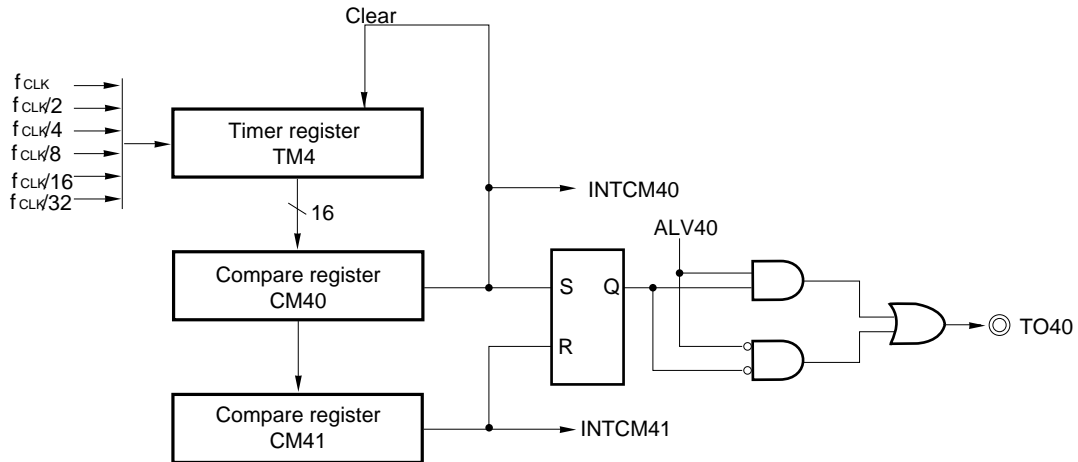 Clear
fCLK
fCLK/2
fCLK/4
fCLK/8
fCLK/16
fCLK/32
Timer register
TM4
16
INTCM40
ALV40
Compare register
CM40
S
Q
R
TO40
Compare register
CM41
INTCM41